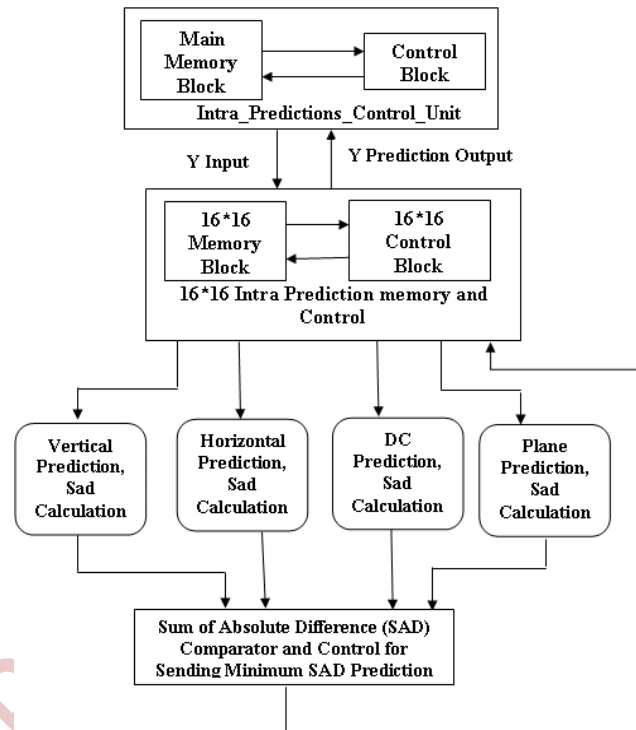 Main
Memory
Block
Control
Block
Intra_Predictions_Control_Unit
Y Input
Y Prediction Output
16*16
Memory
Block
16*16
Control
Block
16*16 Intra Prediction memory and
Control
Vertical
Prediction,
Sad
Calculation
Horizontal
Prediction,
Sad
Calculation
DC
Prediction,
Sad
Calculation
Plane
Prediction,
Sad
Calculation
Sum of Absolute Difference (SAD)
Comparator and Control for
Sending Minimum SAD Prediction